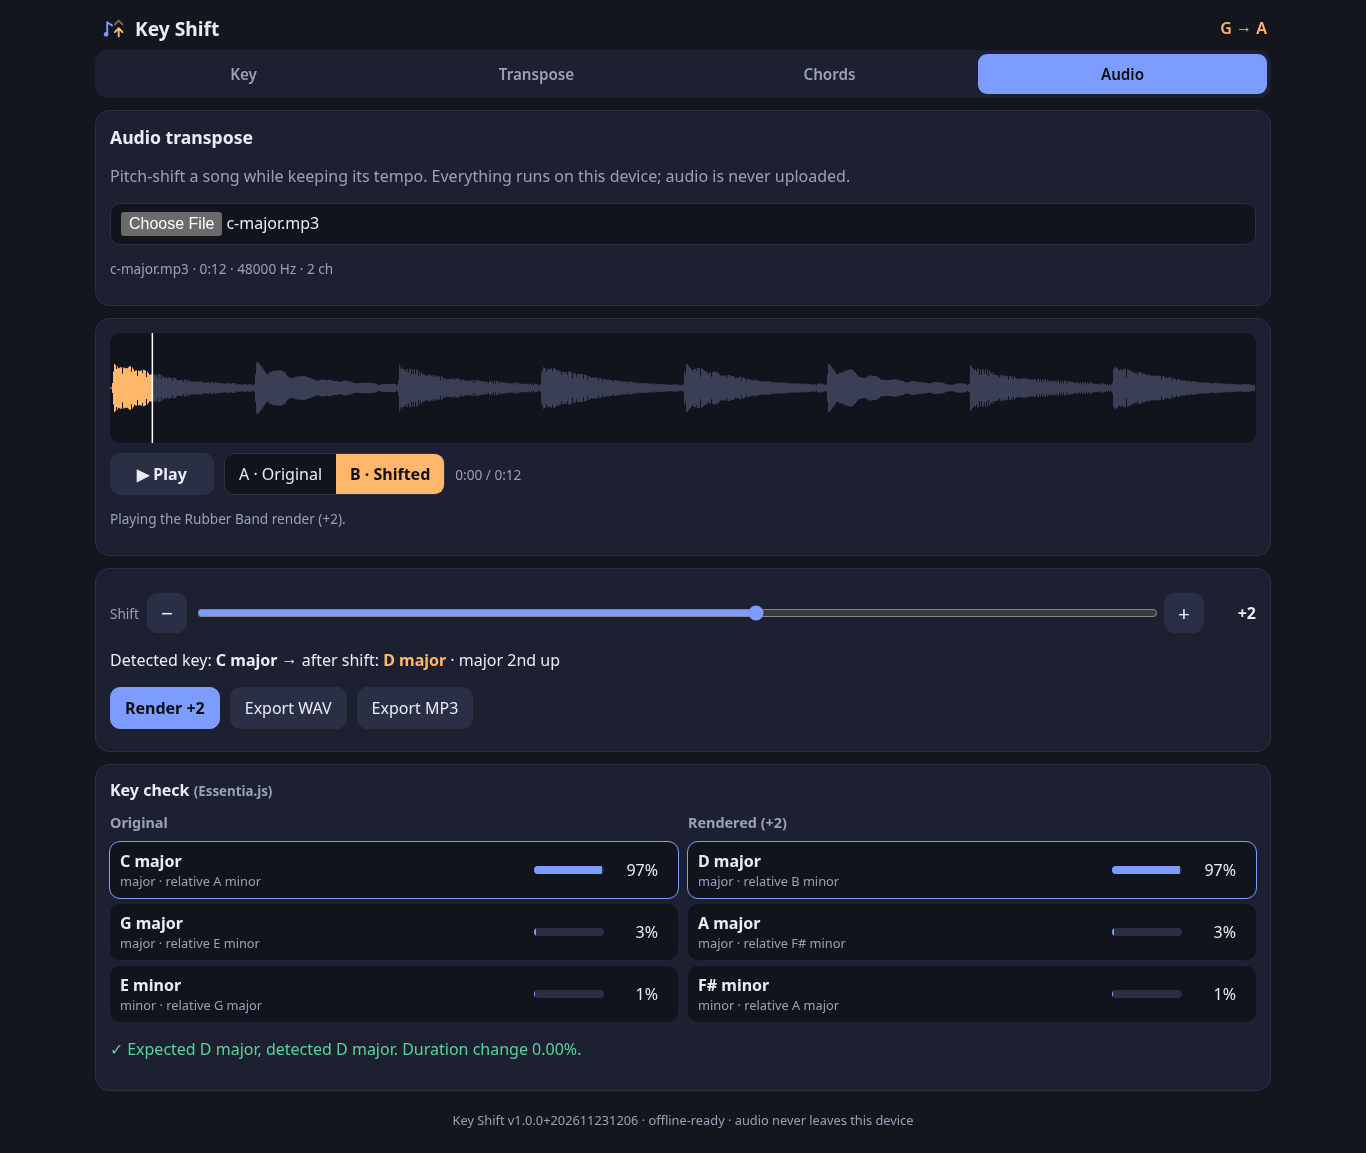 Key Shift
G → A
Key
Transpose
Chords
Audio
Audio transpose
Pitch-shift a song while keeping its tempo. Everything runs on this device; audio is never uploaded.
Choose File c-major.mp3
c-major.mp3 · 0:12 · 48000 Hz · 2 ch
▶ Play
A · Original
B · Shifted
0:00 / 0:12
Playing the Rubber Band render (+2).
Shift − + +2
Detected key: C major → after shift: D major · major 2nd up
Render +2
Export WAV
Export MP3
Key check (Essentia.js)
Original
C major
major · relative A minor
97%
G major
major · relative E minor
3%
E minor
minor · relative G major
1%
Rendered (+2)
D major
major · relative B minor
97%
A major
major · relative F# minor
3%
F# minor
minor · relative A major
1%
✓ Expected D major, detected D major. Duration change 0.00%.
Key Shift v1.0.0+202611231206 · offline-ready · audio never leaves this device